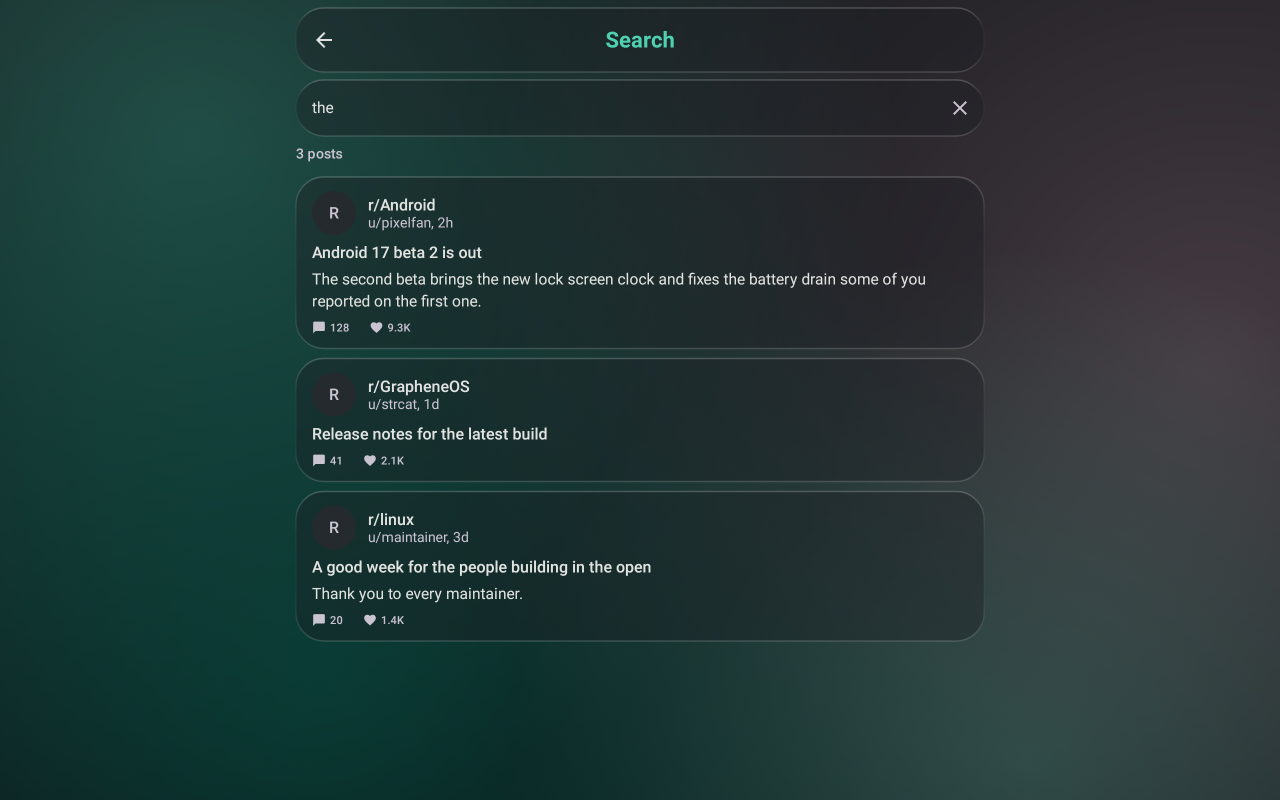 Search
the
3 posts
R
r/Android
u/pixelfan, 2h
Android 17 beta 2 is out
The second beta brings the new lock screen clock and fixes the battery drain some of you
reported on the first one.
128 9.3K
R
r/GrapheneOS
u/strcat, 1d
Release notes for the latest build
41 2.1K
R
r/linux
u/maintainer, 3d
A good week for the people building in the open
Thank you to every maintainer.
20 1.4K